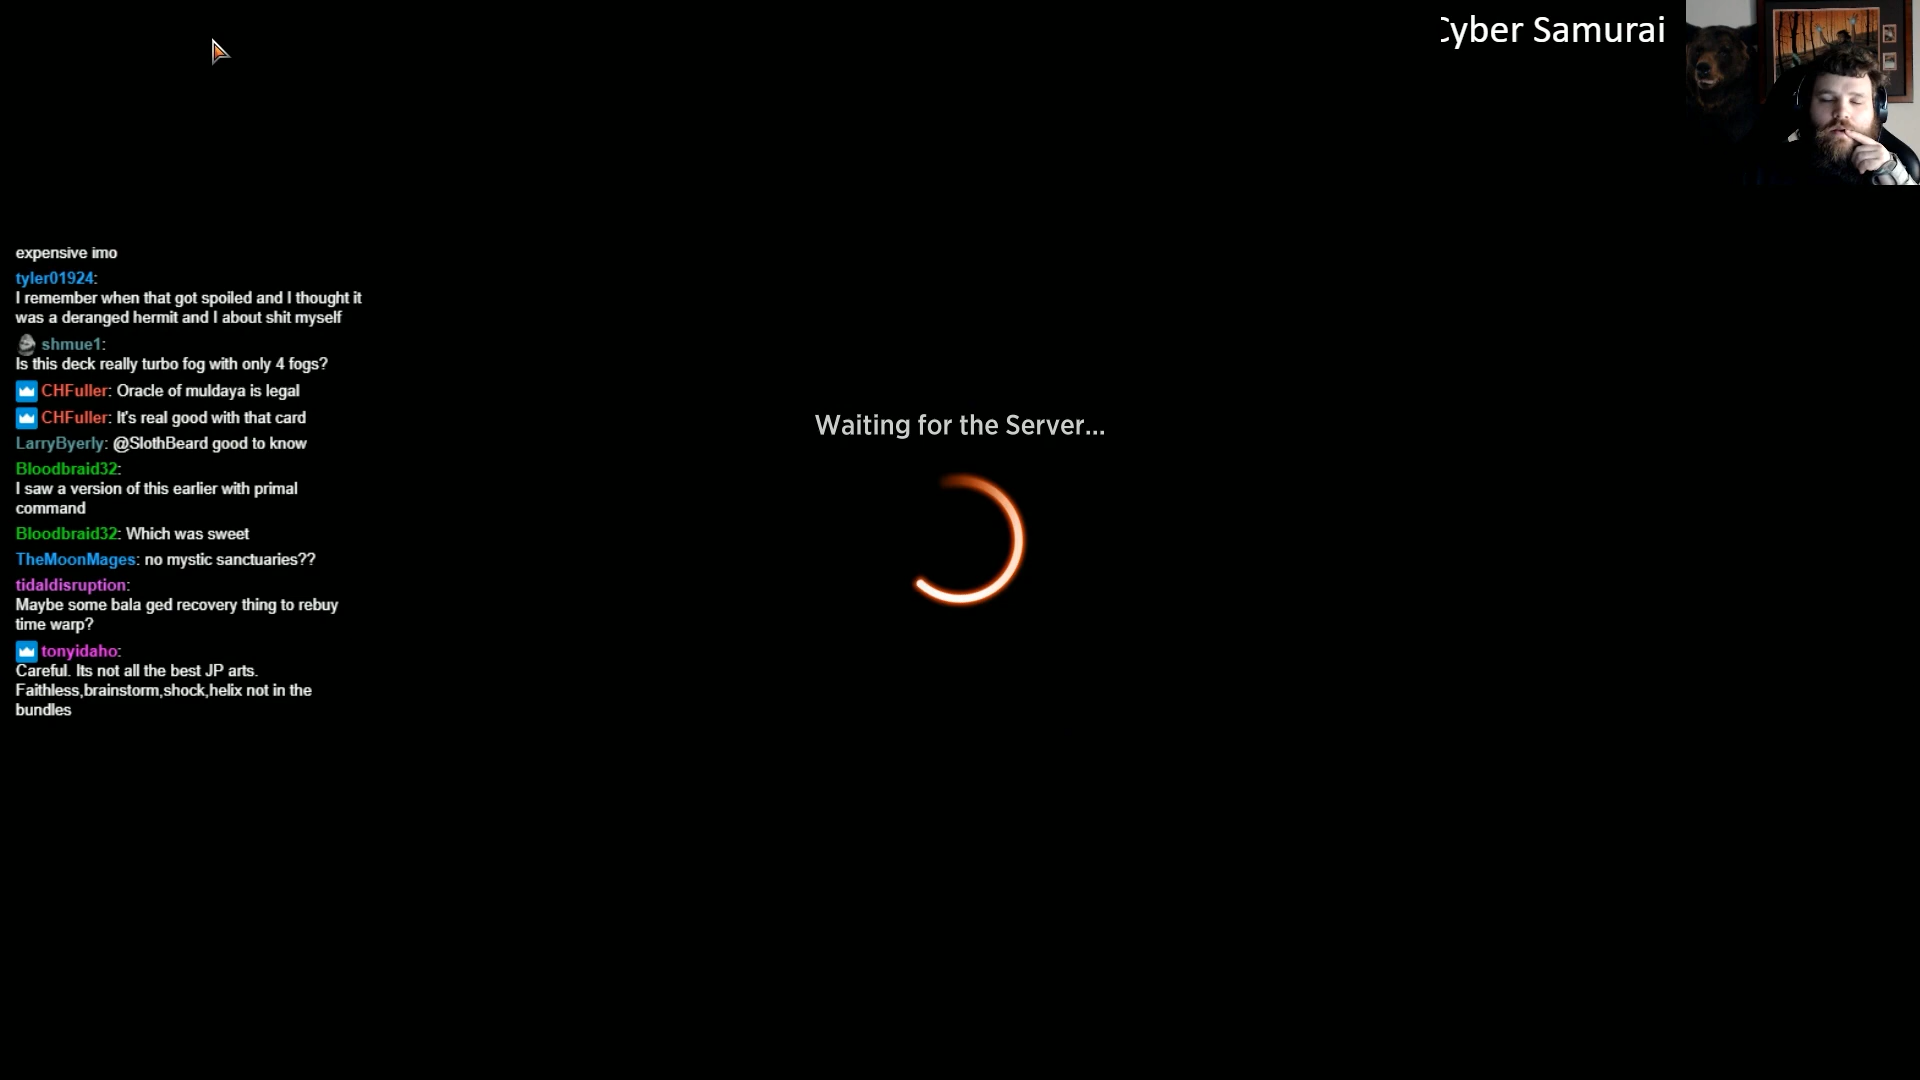 Cyber Samurai
expensive imo
tyler01924:
I remember when that got spoiled and I thought it
was a deranged hermit and I about shit myself
shmue1:
Is this deck really turbo fog with only 4 fogs?
CHFuller: Oracle of muldaya is legal
CHFuller: It's real good with that card
LarryByerly: @SlothBeard good to know
Bloodbraid32:
I saw a version of this earlier with primal
command
Bloodbraid32: Which was sweet
TheMoonMages: no mystic sanctuaries??
tidaldisruption:
Maybe some bala ged recovery thing to rebuy
time warp?
tonyidaho:
Careful. Its not all the best JP arts.
Faithless,brainstorm,shock,helix not in the
bundles
Waiting for the Server...